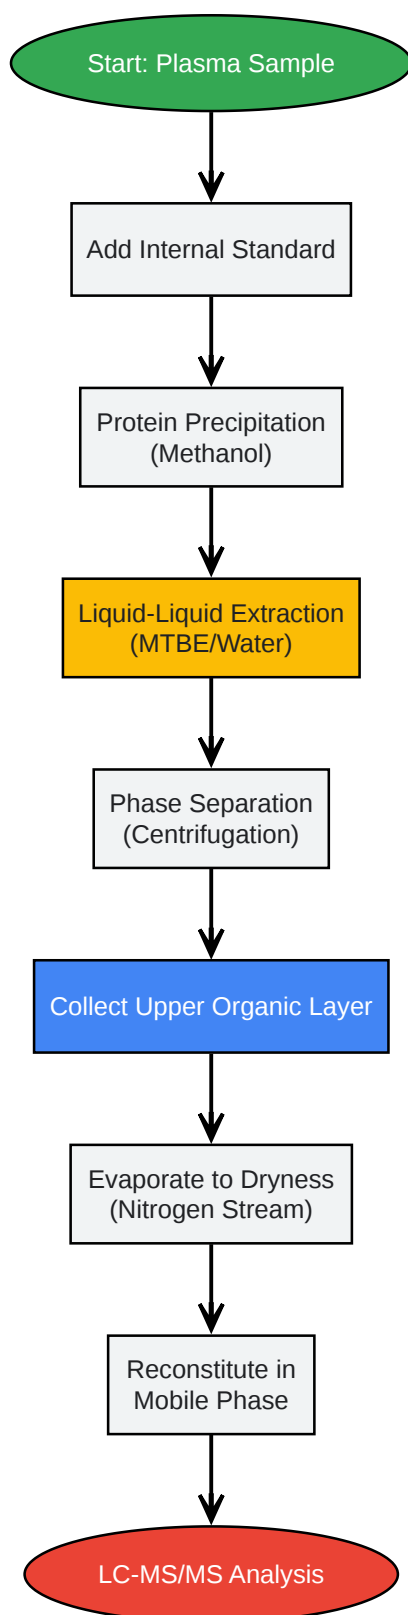 Start: Plasma Sample
Add Internal Standard
Protein Precipitation
(Methanol)
Liquid-Liquid Extraction
(MTBE/Water)
Phase Separation
(Centrifugation)
Collect Upper Organic Layer
Evaporate to Dryness
(Nitrogen Stream)
Reconstitute in
Mobile Phase
LC-MS/MS Analysis